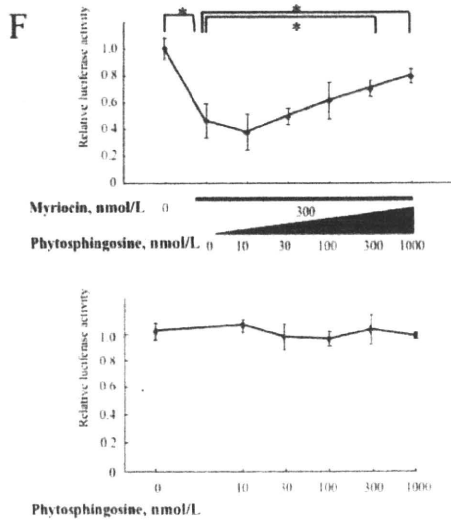 F
* *
*
Relative luciferase activity
1.0
0.8
0.6
0.4
0.2
0
Myriocin, nmol/L 0 300
Phytosphingosine, nmol/L 0 10 30 100 300 1000
Relative luciferase activity
1.0
0.8
0.6
0.4
0.2
0
0 10 30 100 300 1000
Phytosphingosine, nmol/L